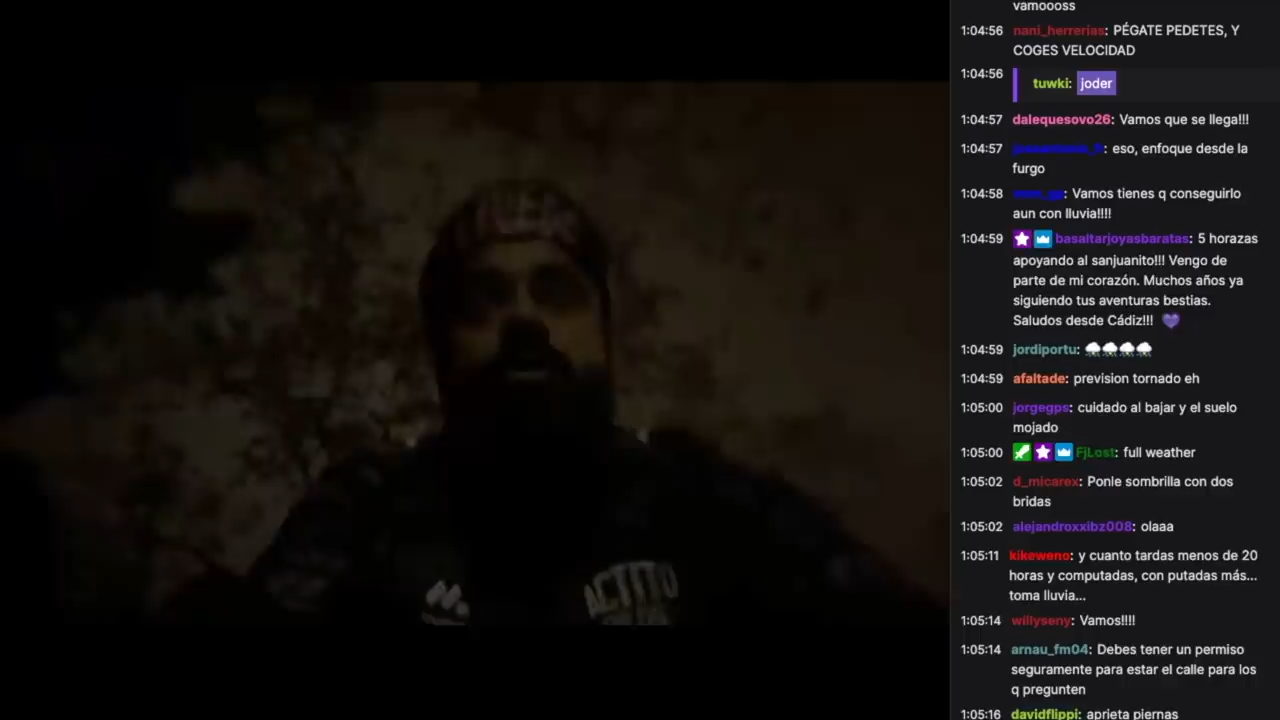 vamoooss
1:04:56 nani_herrerias: PÉGATE PEDETES, Y
COGES VELOCIDAD
1:04:56
tuwki: joder
1:04:57 dalequesovo26: Vamos que se llega!!!
1:04:57 : eso, enfoque desde la
furgo
1:04:58 : Vamos tienes q conseguirlo
aun con lluvia!!!!
1:04:59 basaltarjoyasbaratas: 5 horazas
apoyando al sanjuanito!!! Vengo de
parte de mi corazón. Muchos años ya
siguiendo tus aventuras bestias.
Saludos desde Cádiz!!!
1:04:59 jordiportu:
1:04:59 afaltade: prevision tornado eh
1:05:00 jorgegps: cuidado al bajar y el suelo
mojado
1:05:00 FjLost: full weather
1:05:02 d_micarex: Ponle sombrilla con dos
bridas
1:05:02 alejandroxxibz008: olaaa
1:05:11 kikeweno: y cuanto tardas menos de 20
horas y computadas, con putadas más...
toma lluvia...
1:05:14 willyseny: Vamos!!!!
1:05:14 arnau_fm04: Debes tener un permiso
seguramente para estar el calle para los
q pregunten
1:05:16 davidflippi: aprieta piernas